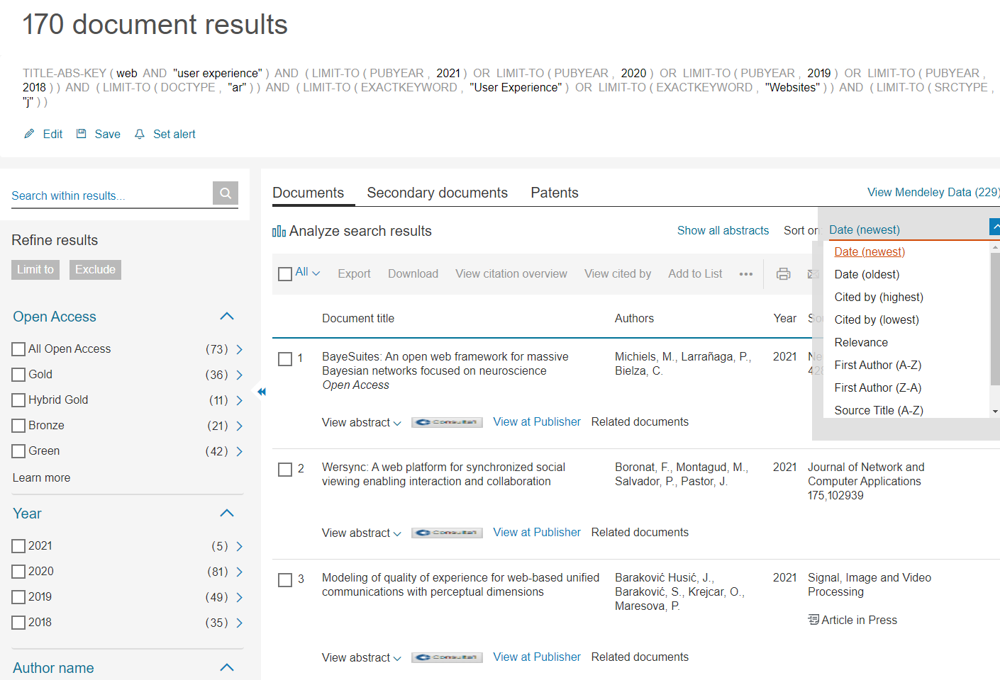 170 document results
TITLE-ABS-KEY ( web AND "user experience" ) AND ( LIMIT-TO ( PUBYEAR , 2021 ) OR LIMIT-TO ( PUBYEAR , 2020 ) OR LIMIT-TO ( PUBYEAR , 2019 ) OR LIMIT-TO ( PUBYEAR ,
2018 ) ) AND ( LIMIT-TO ( DOCTYPE , "ar" ) ) AND ( LIMIT-TO ( EXACTKEYWORD , "User Experience" ) OR LIMIT-TO ( EXACTKEYWORD , "Websites" ) ) AND ( LIMIT-TO ( SRCTYPE ,
"j" ) )
Edit Save Set alert
Search within results...
Refine results
Limit to Exclude
Open Access
All Open Access (73)
Gold (36)
Hybrid Gold (11)
Bronze (21)
Green (42)
Learn more
Year
2021 (5)
2020 (81)
2019 (49)
2018 (35)
Author name
Documents Secondary documents Patents View Mendeley Data (229)
Analyze search results Show all abstracts Sort on: Date (newest)
Date (newest)
Date (oldest)
Cited by (highest)
Cited by (lowest)
Relevance
First Author (A-Z)
First Author (Z-A)
Source Title (A-Z)
All Export Download View citation overview View cited by Add to List •••
Document title Authors Year
1 BayeSuites: An open web framework for massive Michiels, M., Larrañaga, P., 2021
Bayesian networks focused on neuroscience Bielza, C.
Open Access
View abstract Consultar View at Publisher Related documents
2 Wersync: A web platform for synchronized social Boronat, F., Montagud, M., 2021 Journal of Network and
viewing enabling interaction and collaboration Salvador, P., Pastor, J. Computer Applications
175,102939
View abstract Consultar View at Publisher Related documents
3 Modeling of quality of experience for web-based unified Baraković Husić, J., 2021 Signal, Image and Video
communications with perceptual dimensions Baraković, S., Krejcar, O., Processing
Maresova, P.
Article in Press
View abstract Consultar View at Publisher Related documents